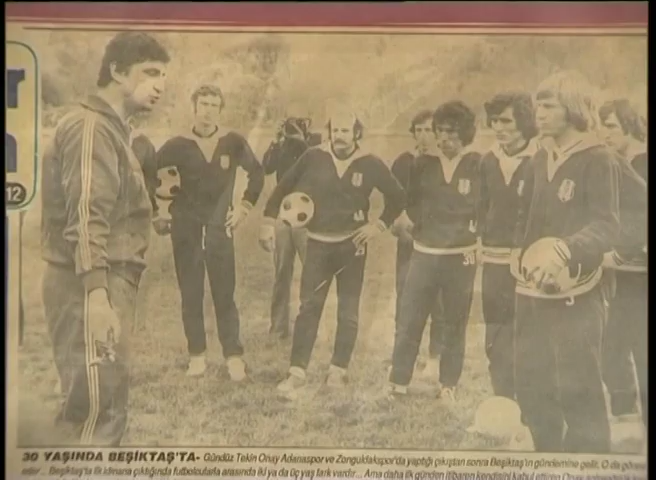 r
12
30 YAŞINDA BEŞİKTAŞ'TA- Gündüz Tekin Onay Adanaspor ve Zonguldakspor'da yaptığı çıkıştan sonra Beşiktaş'ın gündemine gelir. O da
eder... Beşiktaş'ta ilk idmana çıktığında futbolcularla arasında iki ya da üç yaş fark vardır... Ama daha ilk günden itibaren kendisini kabul ettiren Onay